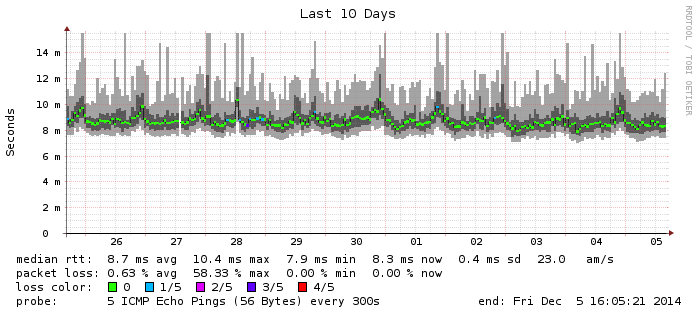 Last 10 Days
RRDTOOL / TOBI OETIKER
Seconds
14 m
12 m
10 m
8 m
6 m
4 m
2 m
0
26 27 28 29 30 01 02 03 04 05
median rtt: 8.7 ms avg 10.4 ms max 7.9 ms min 8.3 ms now 0.4 ms sd 23.0 am/s
packet loss: 0.63 % avg 58.33 % max 0.00 % min 0.00 % now
loss color: 0 1/5 2/5 3/5 4/5
probe: 5 ICMP Echo Pings (56 Bytes) every 300s end: Fri Dec 5 16:05:21 2014